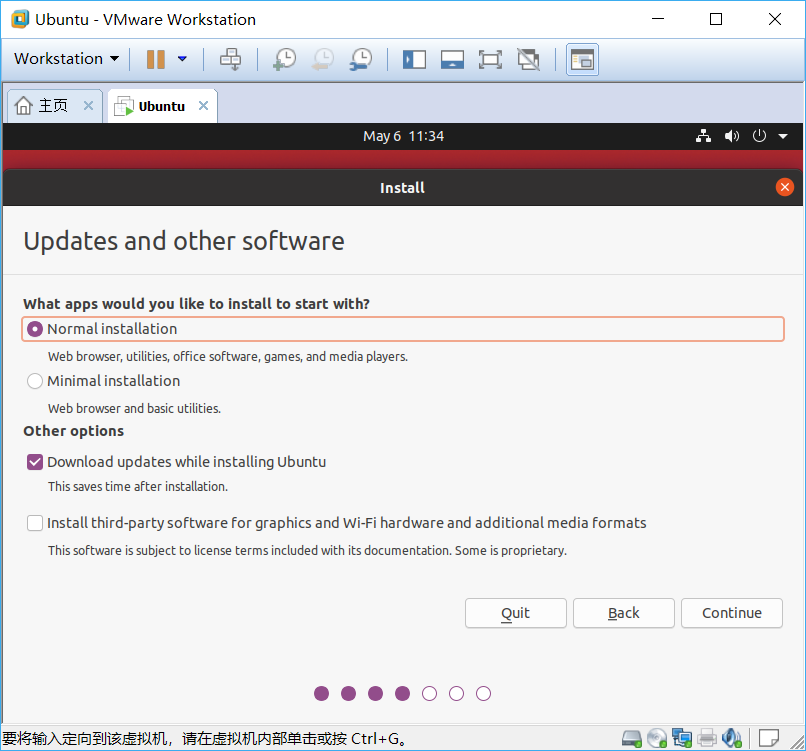 Ubuntu - VMware Workstation
Workstation
主页 Ubuntu
May 6 11:34
Install
Updates and other software
What apps would you like to install to start with?
Normal installation
Web browser, utilities, office software, games, and media players.
Minimal installation
Web browser and basic utilities.
Other options
Download updates while installing Ubuntu
This saves time after installation.
Install third-party software for graphics and Wi-Fi hardware and additional media formats
This software is subject to license terms included with its documentation. Some is proprietary.
Quit Back Continue
要将输入定向到该虚拟机，请在虚拟机内部单击或按 Ctrl+G。